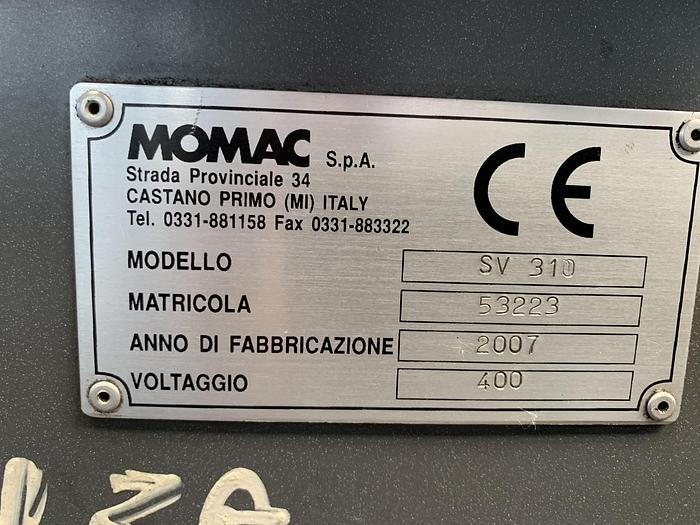 MOMAC S.p.A.
Strada Provinciale 34
CASTANO PRIMO (MI) ITALY
Tel. 0331-881158 Fax 0331-883322
CE
MODELLO SV 310
MATRICOLA 53223
ANNO DI FABBRICAZIONE 2007
VOLTAGGIO 400